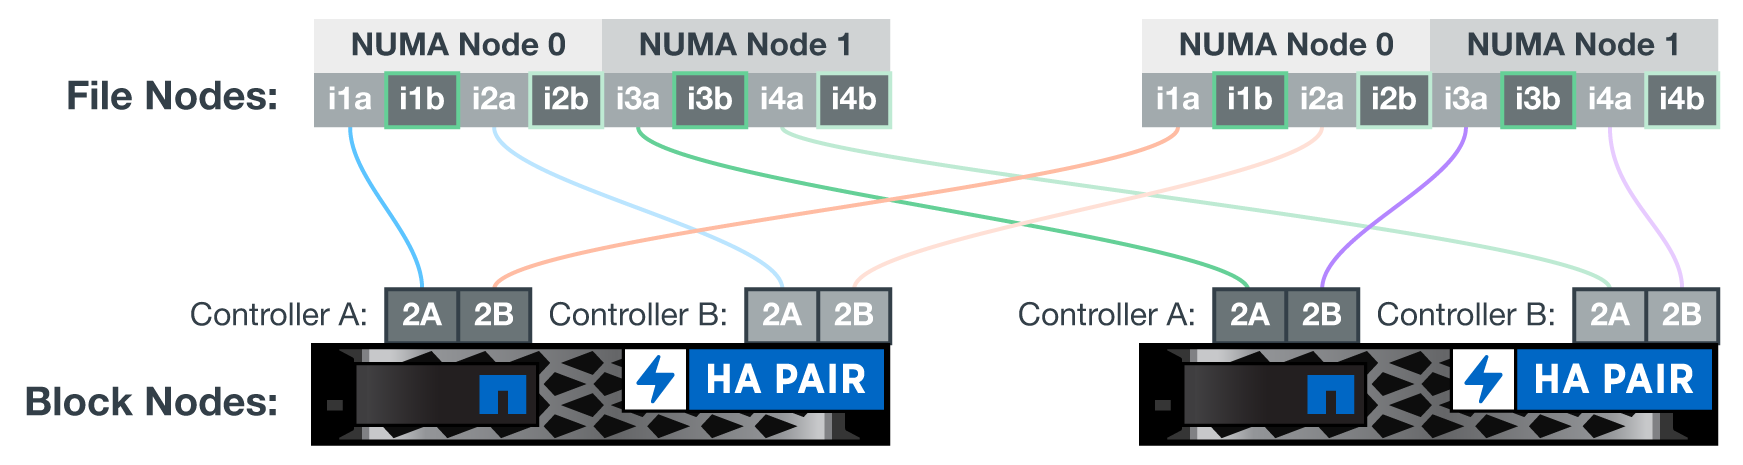 NUMA Node 0 NUMA Node 1 NUMA Node 0 NUMA Node 1
File Nodes: i1a i1b i2a i2b i3a i3b i4a i4b i1a i1b i2a i2b i3a i3b i4a i4b
Controller A: 2A 2B Controller B: 2A 2B Controller A: 2A 2B Controller B: 2A 2B
HA PAIR HA PAIR
Block Nodes: